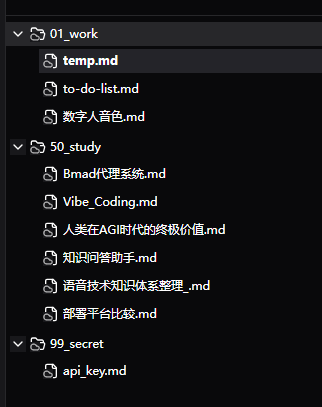 01_work
temp.md
to-do-list.md
数字人音色.md
50_study
Bmad代理系统.md
Vibe_Coding.md
人类在AGI时代的终极价值.md
知识问答助手.md
语音技术知识体系整理_.md
部署平台比较.md
99_secret
api_key.md